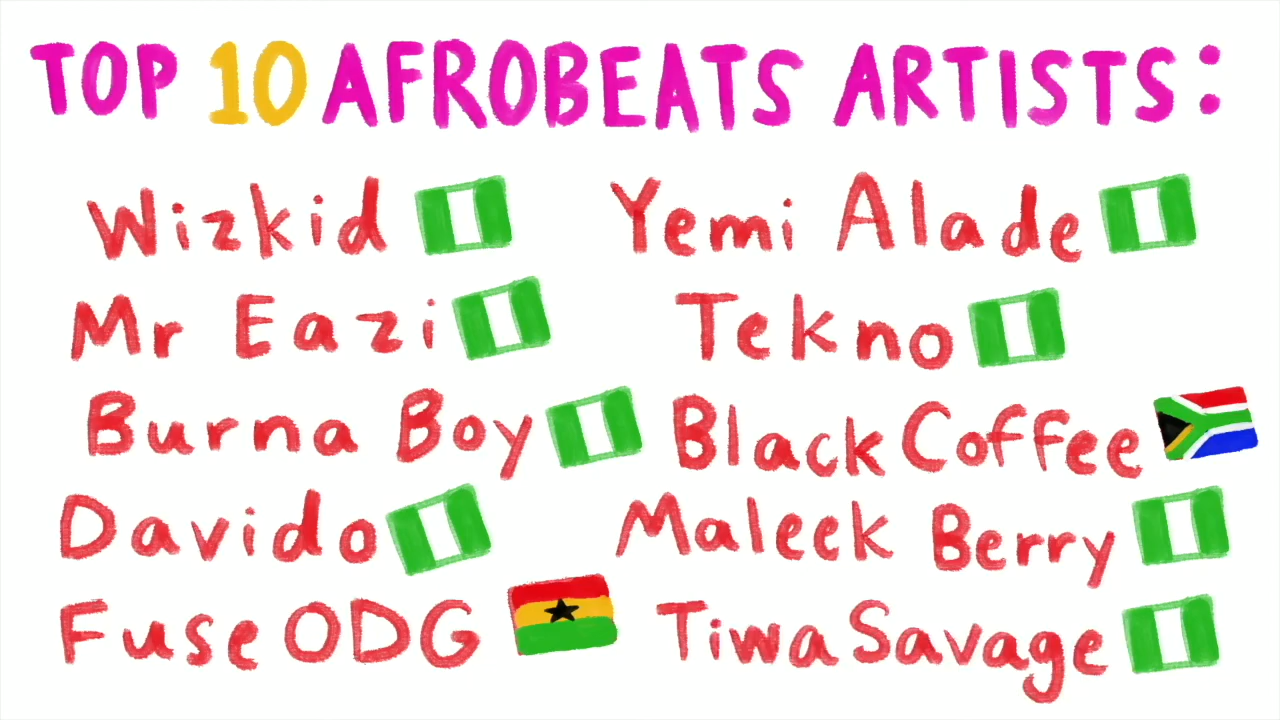 TOP 10 AFROBEATS ARTISTS:
Wizkid
Mr Eazi
Burna Boy
Davido
Fuse ODG
Yemi Alade
Tekno
Black Coffee
Maleek Berry
Tiwa Savage